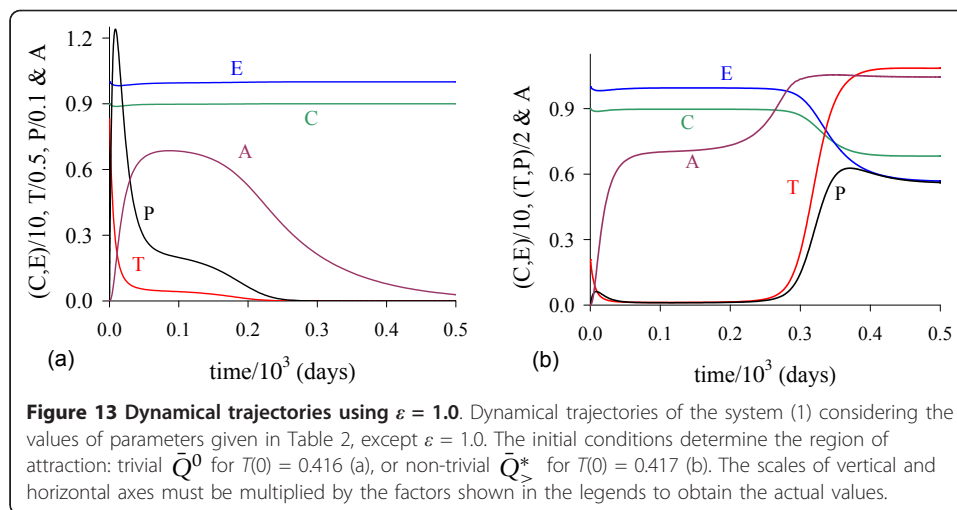 (C,E)/10, T/0.5, P/0.1 & A
1.2
0.9
0.6
0.3
0.0
E
C
A
P
T
0.0 0.1 0.2 0.3 0.4 0.5
(a)
time/10³ (days)
(C,E)/10, (T,P)/2 & A
0.9
0.6
0.3
0.0
E
C
A
T
P
0.0 0.1 0.2 0.3 0.4 0.5
(b)
time/10³ (days)
Figure 13 Dynamical trajectories using ε = 1.0. Dynamical trajectories of the system (1) considering the
values of parameters given in Table 2, except ε = 1.0. The initial conditions determine the region of
attraction: trivial Q̄⁰ for T(0) = 0.416 (a), or non-trivial Q̄*> for T(0) = 0.417 (b). The scales of vertical and
horizontal axes must be multiplied by the factors shown in the legends to obtain the actual values.